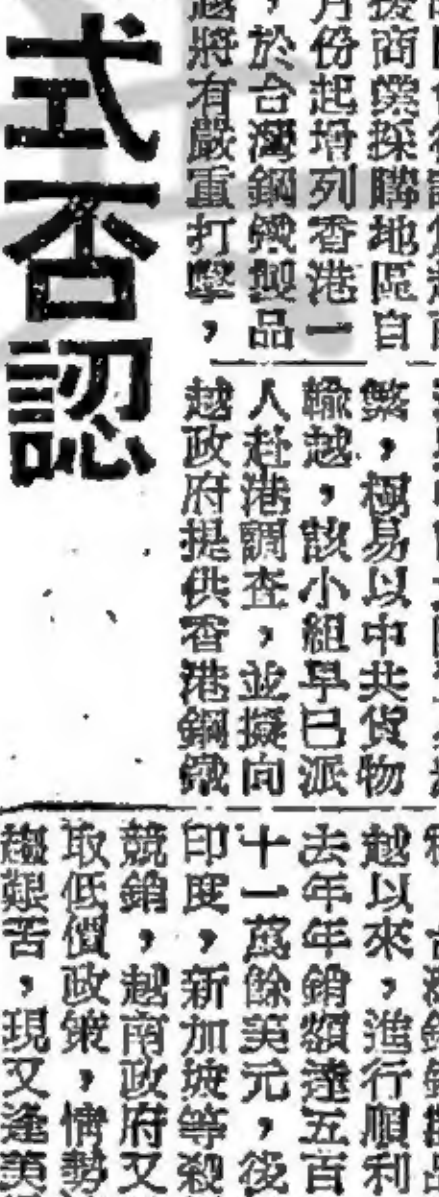 式否認
援商業採購地區自
月份起增列香港一
，於台灣鋼鐵製品
越將有嚴重打擊，
繁，極易以中共貨物
輸越，該小組早已派
人赴港調查，並擬向
越政府提供香港鋼鐵
越以來，進行順利
去年年銷額達五百
十一萬餘美元，後
印度，新加坡等殺
競銷，越南政府又
取低價政策，情勢
趨艱苦，現又逢美